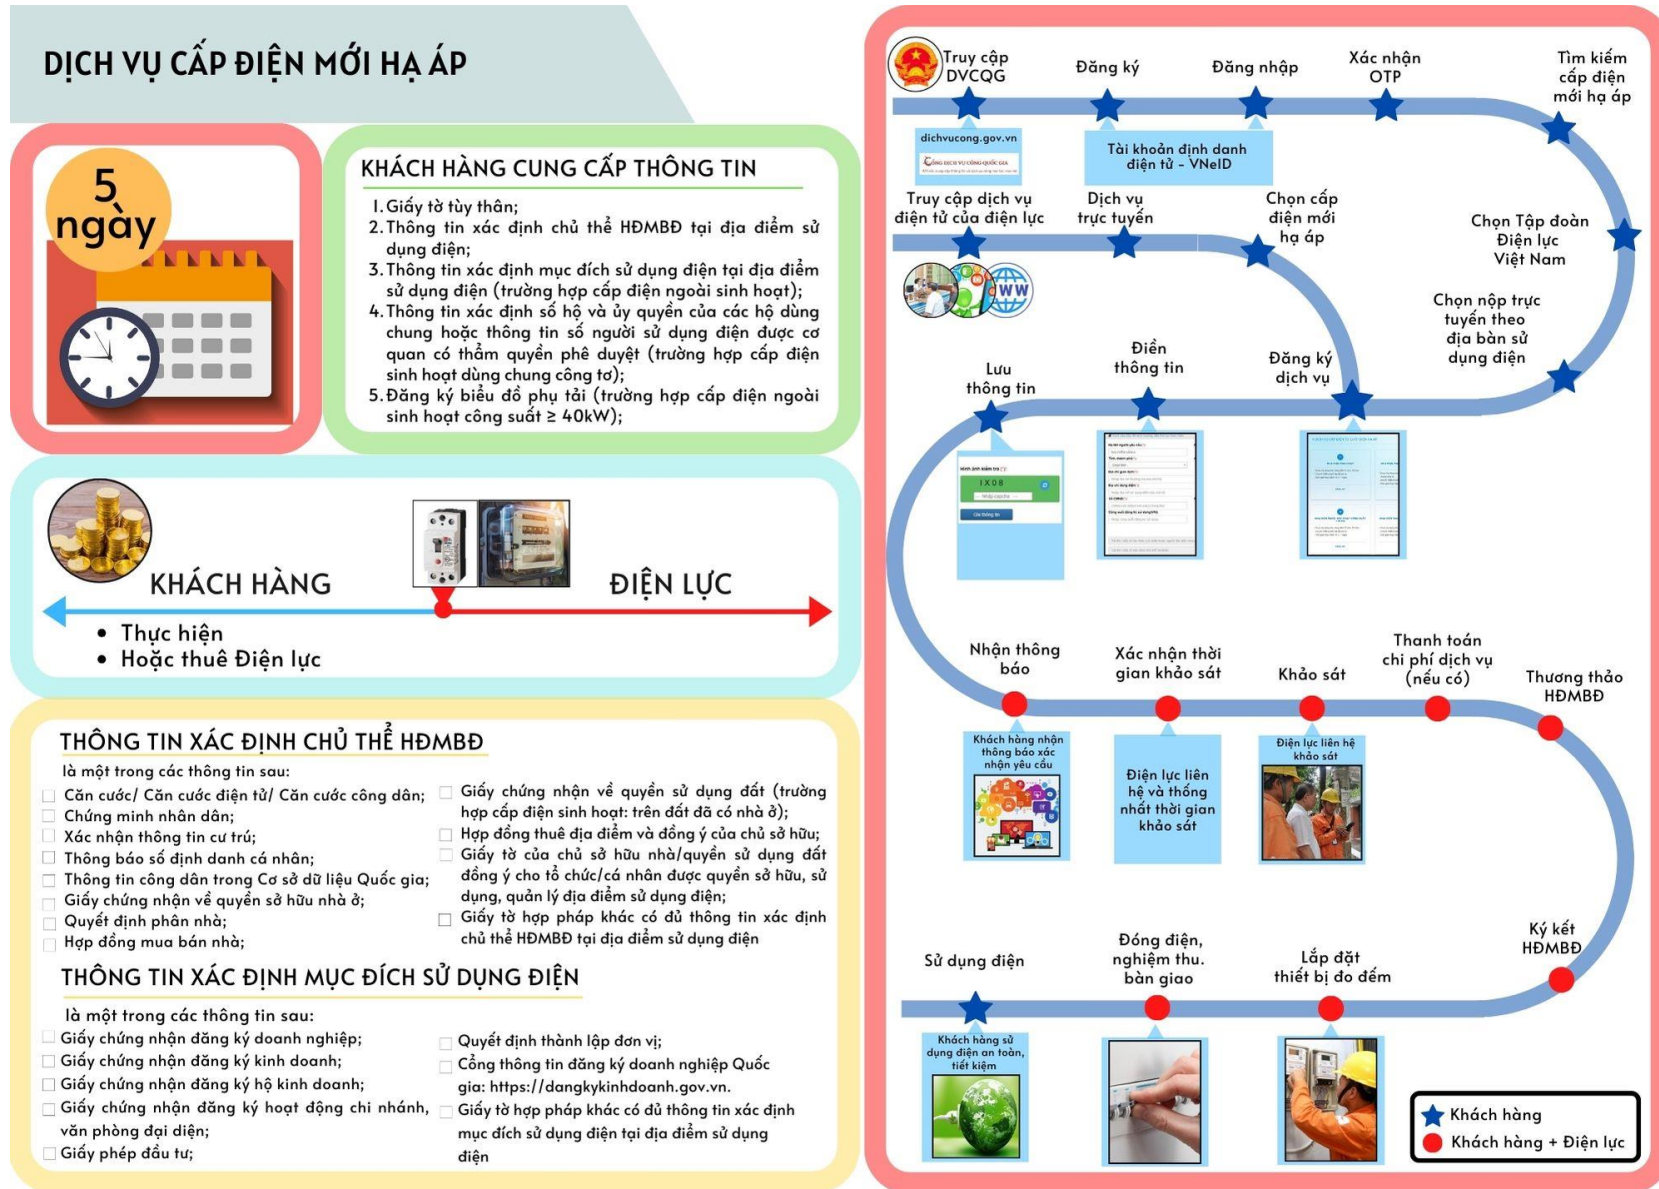 DỊCH VỤ CẤP ĐIỆN MỚI HẠ ÁP
5
ngày
KHÁCH HÀNG CUNG CẤP THÔNG TIN
1. Giấy tờ tùy thân;
2. Thông tin xác định chủ thể HĐMBĐ tại địa điểm sử
dụng điện;
3. Thông tin xác định mục đích sử dụng điện tại địa điểm
sử dụng điện (trường hợp cấp điện ngoài sinh hoạt);
4. Thông tin xác định số hộ và ủy quyền của các hộ dùng
chung hoặc thông tin số người sử dụng điện được cơ
quan có thẩm quyền phê duyệt (trường hợp cấp điện
sinh hoạt dùng chung công tơ);
5. Đăng ký biểu đồ phụ tải (trường hợp cấp điện ngoài
sinh hoạt công suất ≥ 40kW);
KHÁCH HÀNG
ĐIỆN LỰC
• Thực hiện
• Hoặc thuê Điện lực
THÔNG TIN XÁC ĐỊNH CHỦ THỂ HĐMBĐ
là một trong các thông tin sau:
Căn cước/ Căn cước điện tử/ Căn cước công dân;
Chứng minh nhân dân;
Xác nhận thông tin cư trú;
Thông báo số định danh cá nhân;
Thông tin công dân trong Cơ sở dữ liệu Quốc gia;
Giấy chứng nhận về quyền sở hữu nhà ở;
Quyết định phân nhà;
Hợp đồng mua bán nhà;
Giấy chứng nhận về quyền sử dụng đất (trường
hợp cấp điện sinh hoạt: trên đất đã có nhà ở);
Hợp đồng thuê địa điểm và đồng ý của chủ sở hữu;
Giấy tờ của chủ sở hữu nhà/quyền sử dụng đất
đồng ý cho tổ chức/cá nhân được quyền sở hữu, sử
dụng, quản lý địa điểm sử dụng điện;
Giấy tờ hợp pháp khác có đủ thông tin xác định
chủ thể HĐMBĐ tại địa điểm sử dụng điện
THÔNG TIN XÁC ĐỊNH MỤC ĐÍCH SỬ DỤNG ĐIỆN
là một trong các thông tin sau:
Giấy chứng nhận đăng ký doanh nghiệp;
Giấy chứng nhận đăng ký kinh doanh;
Giấy chứng nhận đăng ký hộ kinh doanh;
Giấy chứng nhận đăng ký hoạt động chi nhánh,
văn phòng đại diện;
Giấy phép đầu tư;
Quyết định thành lập đơn vị;
Cổng thông tin đăng ký doanh nghiệp Quốc
gia: https://dangkykinhdoanh.gov.vn.
Giấy tờ hợp pháp khác có đủ thông tin xác định
mục đích sử dụng điện tại địa điểm sử dụng
điện
Truy cập
DVCQG
Đăng ký
Đăng nhập
Xác nhận
OTP
Tìm kiếm
cấp điện
mới hạ áp
dichvucong.gov.vn
CỔNG DỊCH VỤ CÔNG QUỐC GIA
Tài khoản định danh
điện tử - VNeID
Truy cập dịch vụ
điện tử của điện lực
Dịch vụ
trực tuyến
Chọn cấp
điện mới
hạ áp
Chọn Tập đoàn
Điện lực
Việt Nam
WW
Chọn nộp trực
tuyến theo
địa bàn sử
dụng điện
Lưu
thông tin
Điền
thông tin
Đăng ký
dịch vụ
1X08
Nhập captcha
Nhận thông
báo
Xác nhận thời
gian khảo sát
Khảo sát
Thanh toán
chi phí dịch vụ
(nếu có)
Thương thảo
HĐMBĐ
Khách hàng nhận
thông báo xác
nhận yêu cầu
Điện lực liên
hệ và thống
nhất thời gian
khảo sát
Điện lực liên hệ
khảo sát
Sử dụng điện
Đóng điện,
nghiệm thu.
bàn giao
Lắp đặt
thiết bị đo đếm
Ký kết
HĐMBĐ
Khách hàng sử
dụng điện an toàn,
tiết kiệm
Khách hàng
Khách hàng + Điện lực